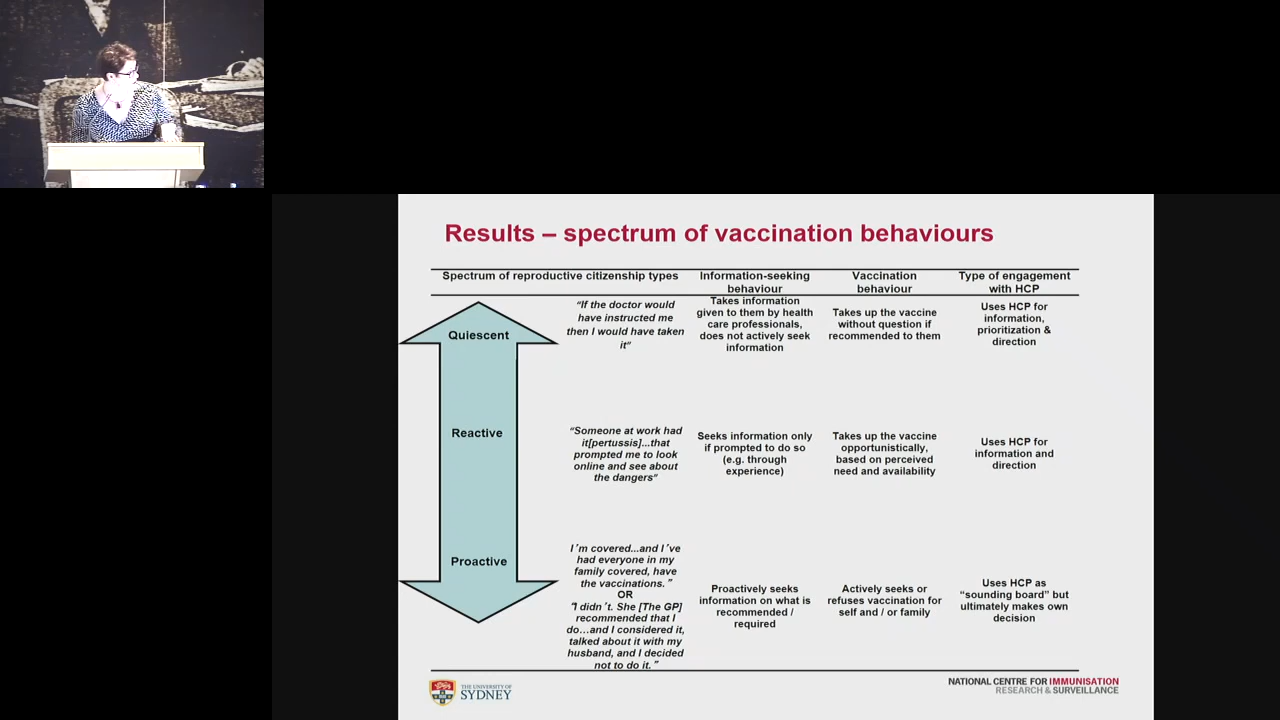 Results – spectrum of vaccination behaviours
Spectrum of reproductive citizenship types
Information-seeking
behaviour
Vaccination
behaviour
Type of engagement
with HCP
Quiescent
“If the doctor would
have instructed me
then I would have taken
it”
Takes information
given to them by health
care professionals,
does not actively seek
information
Takes up the vaccine
without question if
recommended to them
Uses HCP for
information,
prioritization &
direction
Reactive
“Someone at work had
it[pertussis]...that
prompted me to look
online and see about
the dangers”
Seeks information only
if prompted to do so
(e.g. through
experience)
Takes up the vaccine
opportunistically,
based on perceived
need and availability
Uses HCP for
information and
direction
Proactive
I´m covered...and I´ve
had everyone in my
family covered, have
the vaccinations.”
OR
“I didn´t. She [The GP]
recommended that I
do...and I considered it,
talked about it with my
husband, and I decided
not to do it.”
Proactively seeks
information on what is
recommended /
required
Actively seeks or
refuses vaccination for
self and / or family
Uses HCP as
“sounding board” but
ultimately makes own
decision
THE UNIVERSITY OF
SYDNEY
NATIONAL CENTRE FOR IMMUNISATION
RESEARCH & SURVEILLANCE